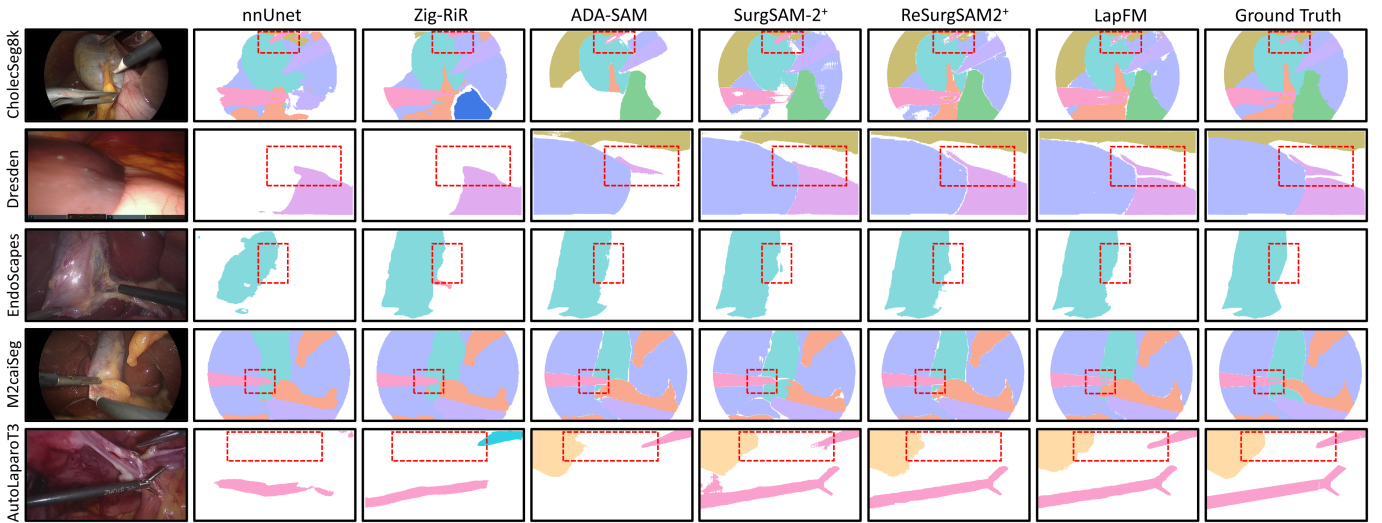 nnUnet Zig-RiR ADA-SAM SurgSAM-2⁺ ReSurgSAM2⁺ LapFM Ground Truth
CholecSeg8k
Dresden
EndoScapes
M2caiSeg
AutoLaparoT3